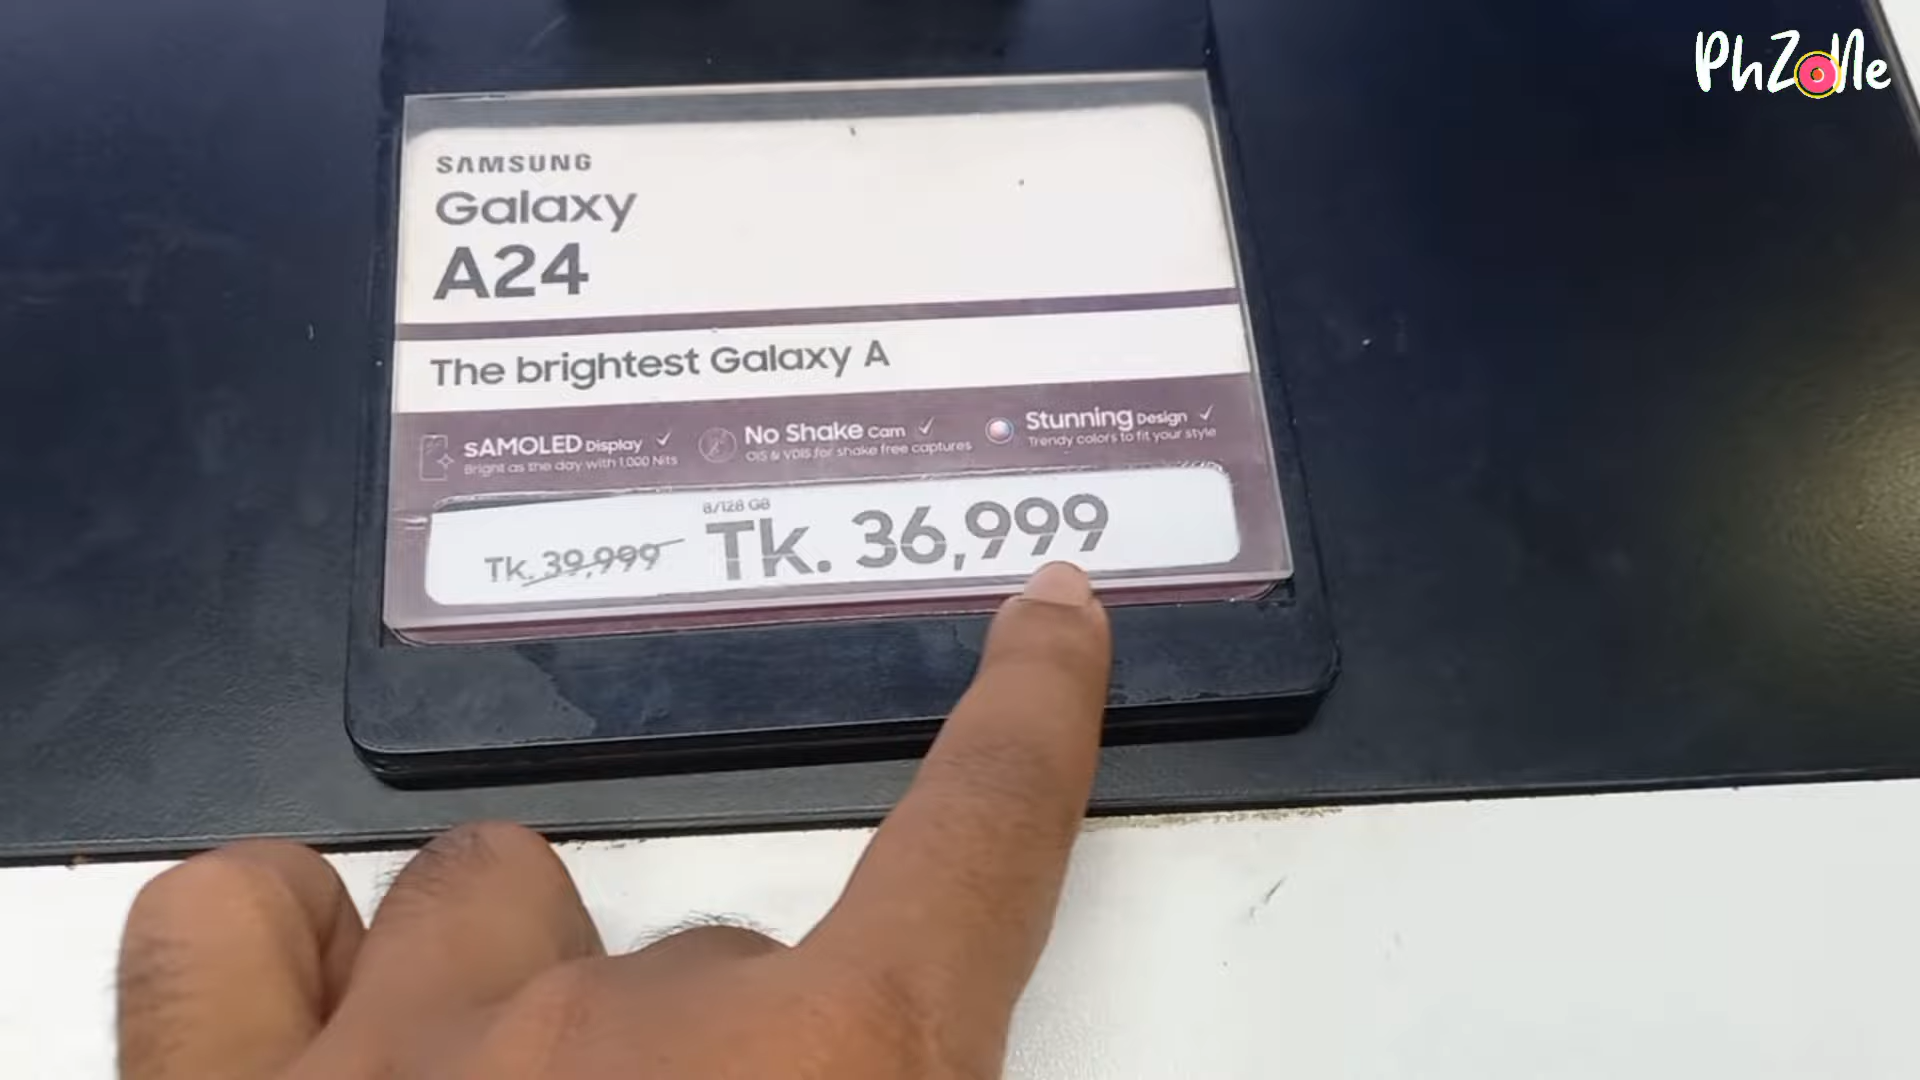 PhZoNe
SAMSUNG
Galaxy
A24
The brightest Galaxy A
sAMOLED Display ✓
Bright as the day with 1,000 Nits
No Shake Cam ✓
OIS & VDIS for shake free captures
Stunning Design ✓
Trendy colors to fit your style
8/128 GB
Tk. 39,999 Tk. 36,999